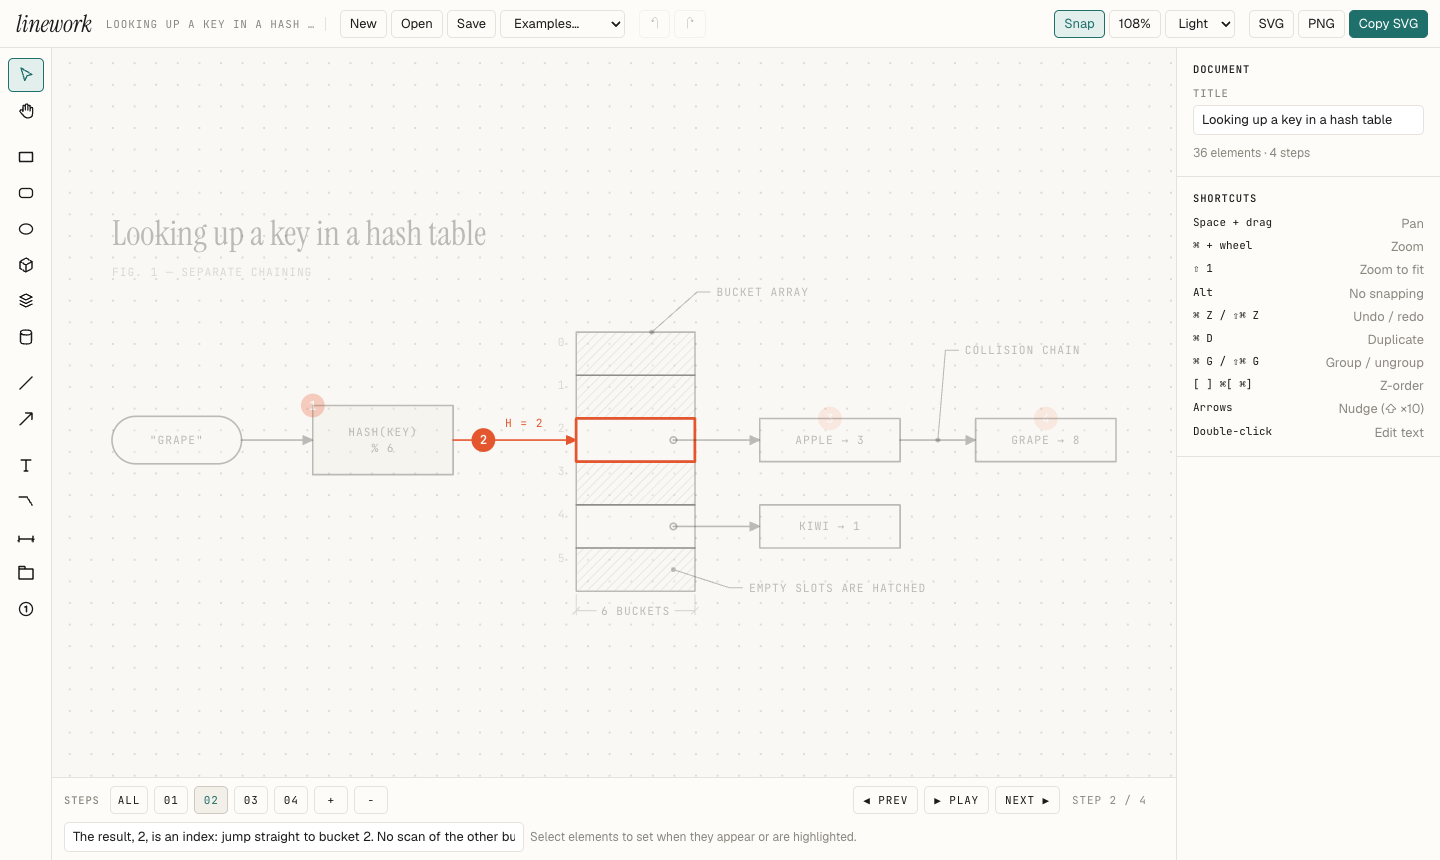 linework
LOOKING UP A KEY IN A HASH …
New
Open
Save
Examples…
Snap
108%
Light
SVG
PNG
Copy SVG
DOCUMENT
TITLE
Looking up a key in a hash table
36 elements · 4 steps
SHORTCUTS
Space + drag Pan
⌘ + wheel Zoom
⇧ 1 Zoom to fit
Alt No snapping
⌘ Z / ⇧⌘ Z Undo / redo
⌘ D Duplicate
⌘ G / ⇧⌘ G Group / ungroup
[ ] ⌘[ ⌘] Z-order
Arrows Nudge (⇧ ×10)
Double-click Edit text
Looking up a key in a hash table
FIG. 1 — SEPARATE CHAINING
BUCKET ARRAY
0
1
COLLISION CHAIN
1
"GRAPE"
HASH(KEY)
% 6
2
H = 2
2
APPLE → 3
GRAPE → 8
3
4
KIWI → 1
5
EMPTY SLOTS ARE HATCHED
6 BUCKETS
1
STEPS
ALL
01
02
03
04
+
-
◀ PREV
▶ PLAY
NEXT ▶
STEP 2 / 4
The result, 2, is an index: jump straight to bucket 2. No scan of the other bu
Select elements to set when they appear or are highlighted.